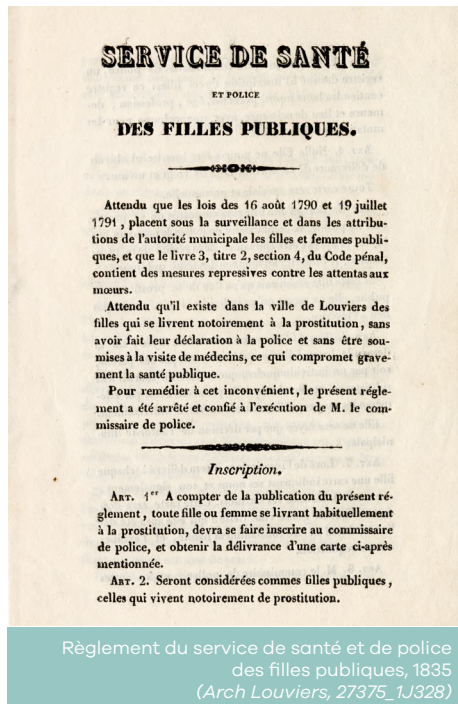 SERVICE DE SANTÉ
ET POLICE
DES FILLES PUBLIQUES.
Attendu que les lois des 16 août 1790 et 19 juillet
1791 , placent sous la surveillance et dans les attribu-
tions de l'autorité municipale les filles et femmes publi-
ques, et que le livre 3, titre 2, section 4, du Code pénal,
contient des mesures repressives contre les attentas aux
mœurs.
Attendu qu'il existe dans la ville de Louviers des
filles qui se livrent notoirement à la prostitution, sans
avoir fait leur déclaration à la police et sans être sou-
mises à la visite de médecins, ce qui compromet grave-
ment la santé publique.
Pour remédier à cet inconvénient, le présent régle-
ment a été arrêté et confié à l'exécution de M. le com-
missaire de police.
Inscription.
ART. 1er A compter de la publication du présent ré-
glement, toute fille ou femme se livrant habituellement
à la prostitution, devra se faire inscrire au commissaire
de police, et obtenir la délivrance d'une carte ci-après
mentionnée.
ART. 2. Seront considérées commes filles publiques,
celles qui vivent notoirement de prostitution.
Règlement du service de santé et de police
des filles publiques, 1835
(Arch Louviers, 27375_1J328)